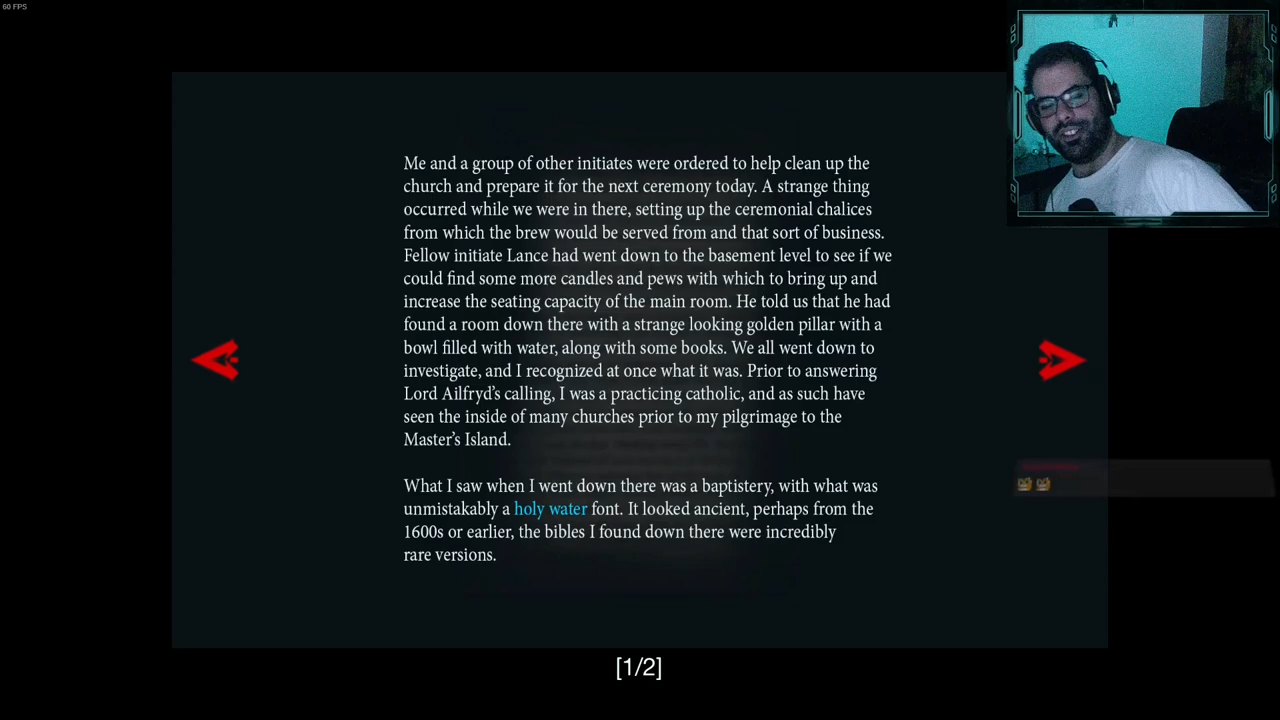 60 FPS
Me and a group of other initiates were ordered to help clean up the
church and prepare it for the next ceremony today. A strange thing
occurred while we were in there, setting up the ceremonial chalices
from which the brew would be served from and that sort of business.
Fellow initiate Lance had went down to the basement level to see if we
could find some more candles and pews with which to bring up and
increase the seating capacity of the main room. He told us that he had
found a room down there with a strange looking golden pillar with a
bowl filled with water, along with some books. We all went down to
investigate, and I recognized at once what it was. Prior to answering
Lord Ailfryd's calling, I was a practicing catholic, and as such have
seen the inside of many churches prior to my pilgrimage to the
Master's Island.
What I saw when I went down there was a baptistery, with what was
unmistakably a holy water font. It looked ancient, perhaps from the
1600s or earlier, the bibles I found down there were incredibly
rare versions.
[1/2]